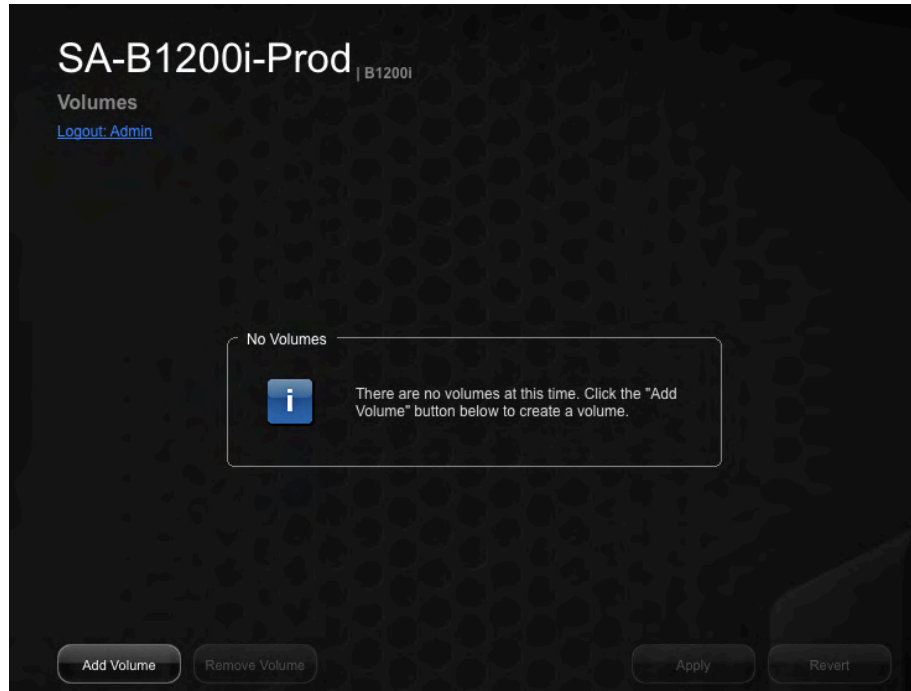 SA-B1200i-Prod | B1200i
Volumes
Logout: Admin
No Volumes
i
There are no volumes at this time. Click the "Add
Volume" button below to create a volume.
Add Volume
Remove Volume
Apply
Revert